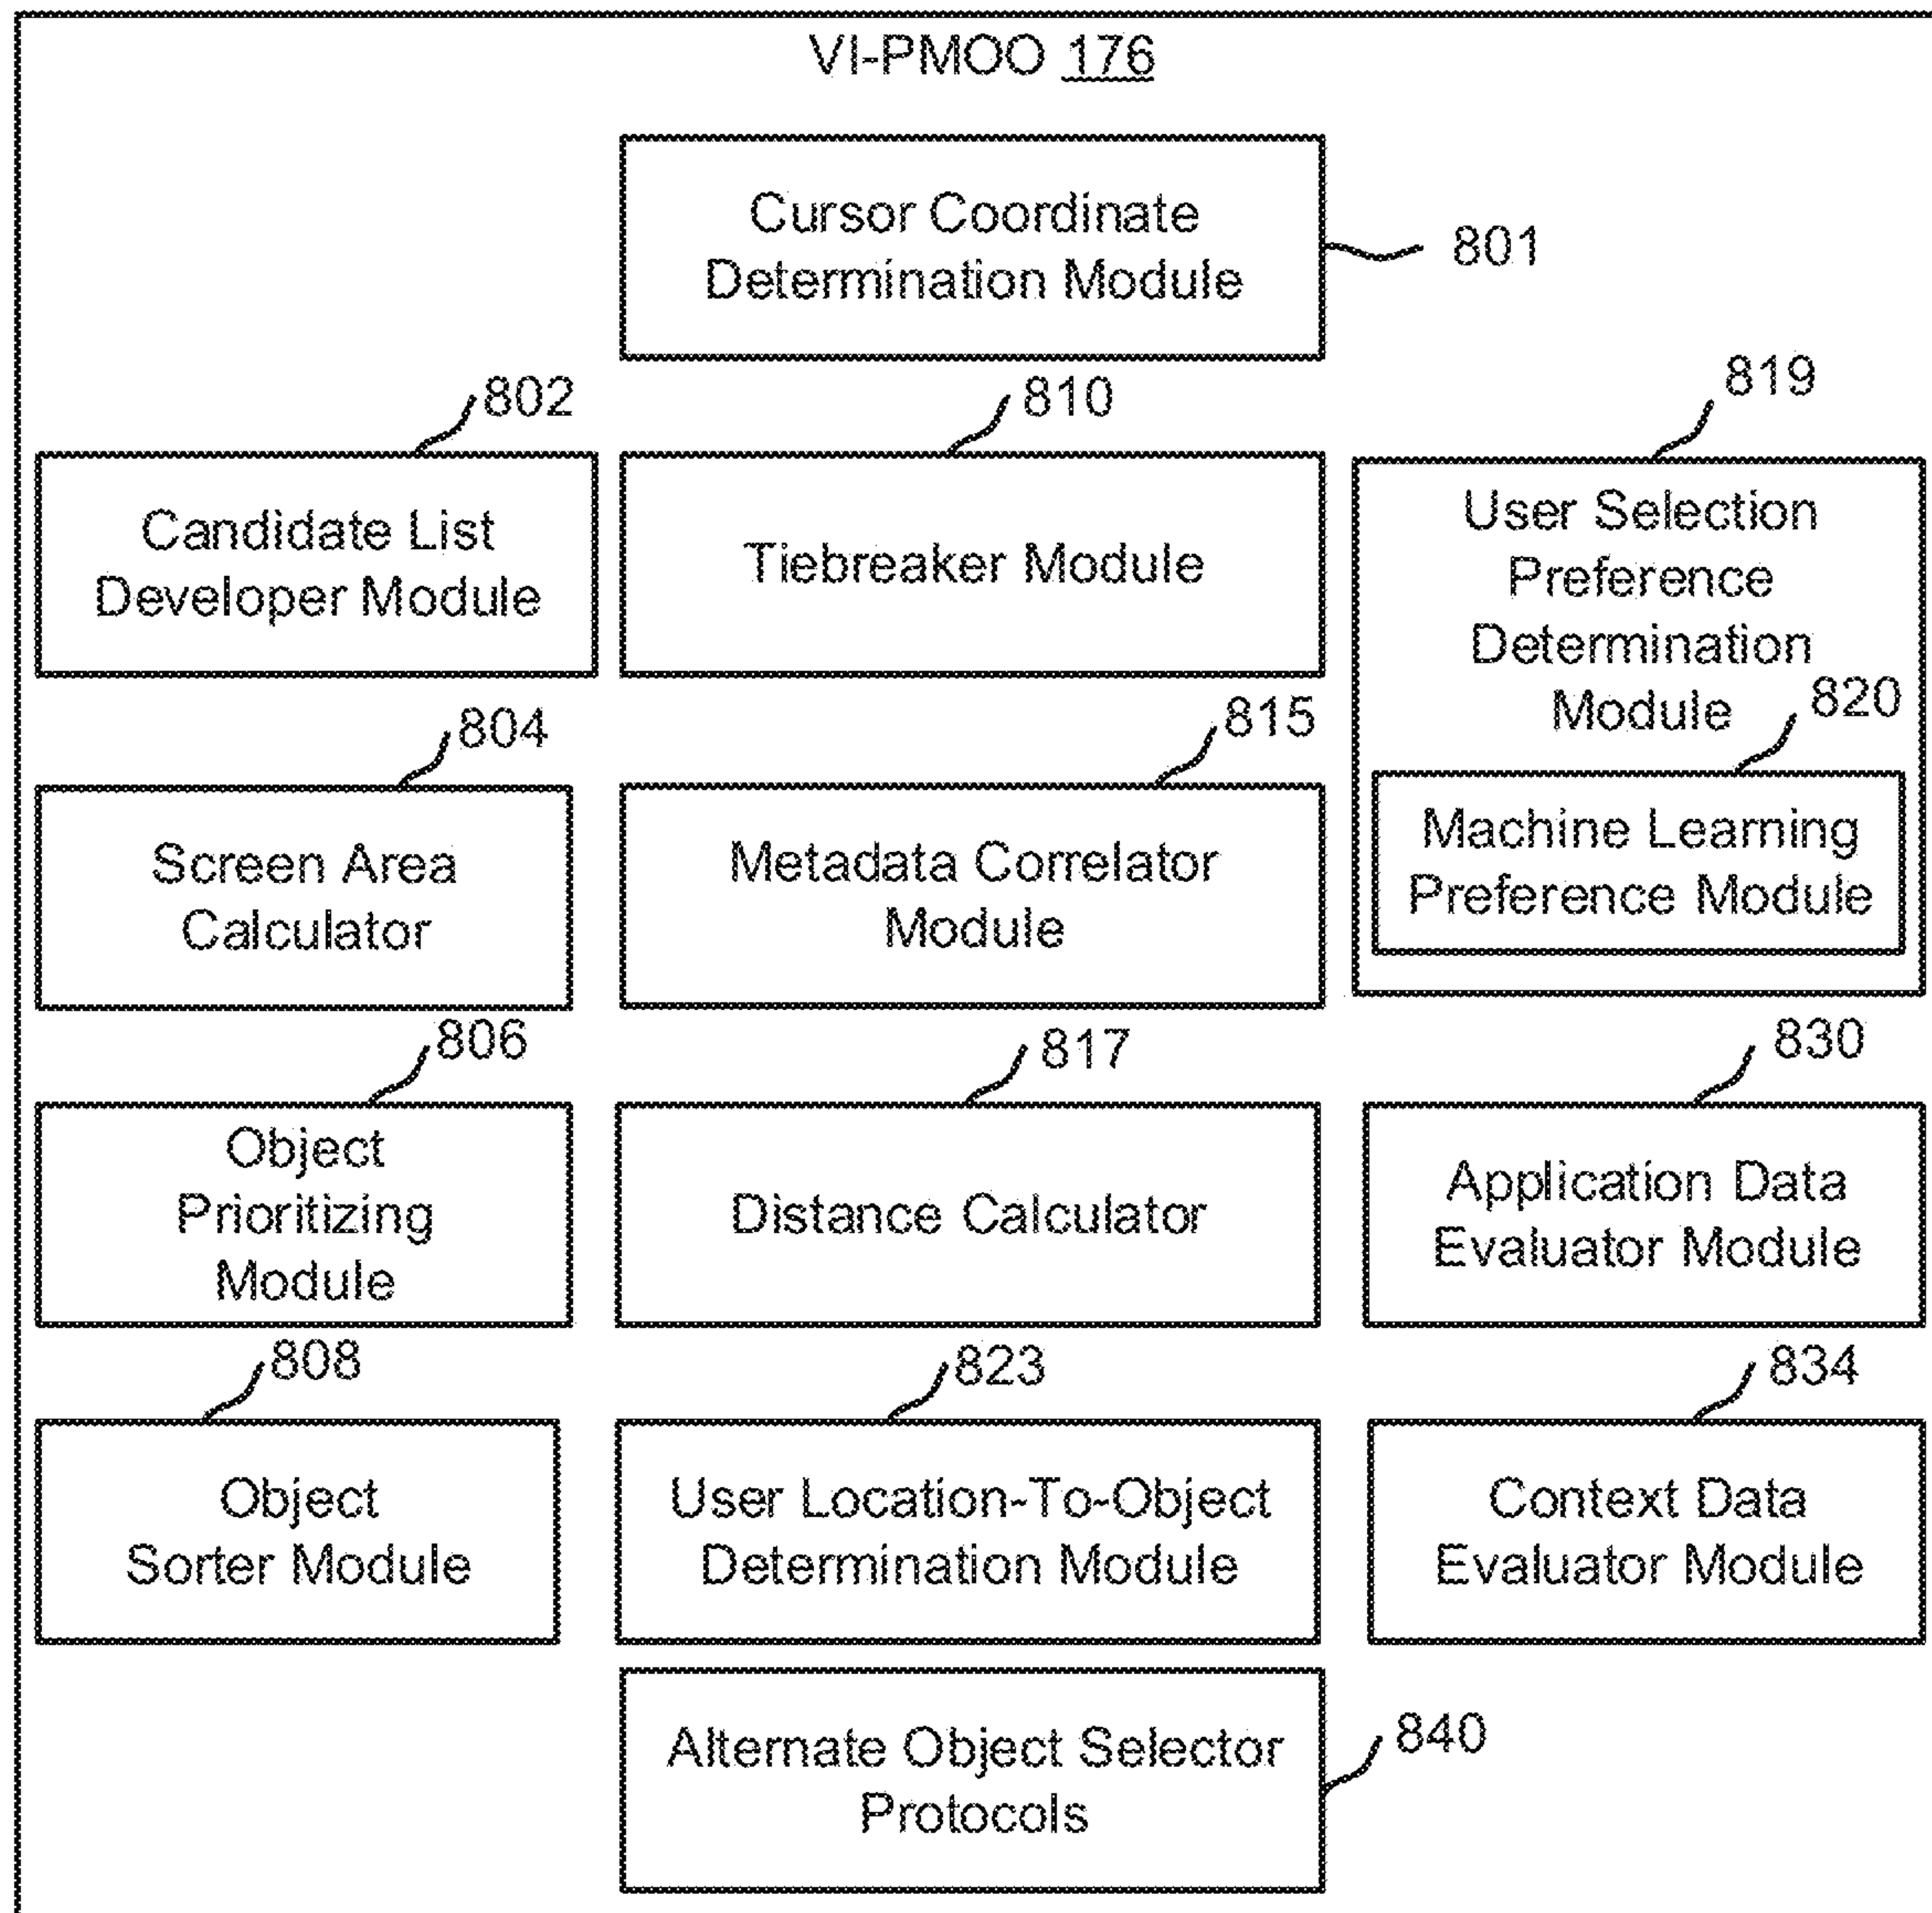 VI-PMOO 176
Cursor Coordinate
Determination Module
801
802
Candidate List
Developer Module
810
Tiebreaker Module
819
User Selection
Preference
Determination
Module
820
Machine Learning
Preference Module
804
Screen Area
Calculator
815
Metadata Correlator
Module
806
Object
Prioritizing
Module
817
Distance Calculator
830
Application Data
Evaluator Module
808
Object
Sorter Module
823
User Location-To-Object
Determination Module
834
Context Data
Evaluator Module
Alternate Object Selector
Protocols
840